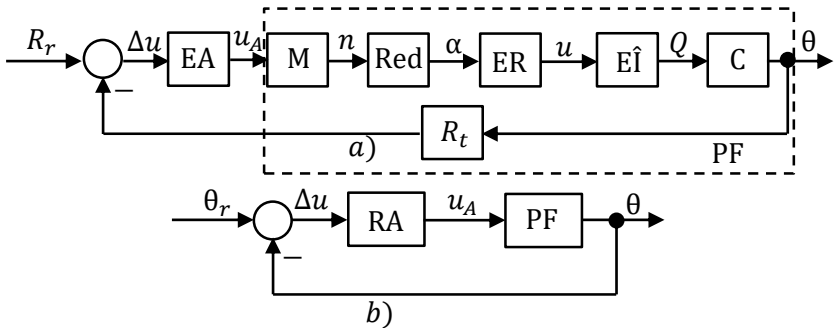 R_r Δu EA u_A M n Red α ER u EÎ Q C θ
−
R_t
a) PF
θ_r Δu RA u_A PF θ
−
b)